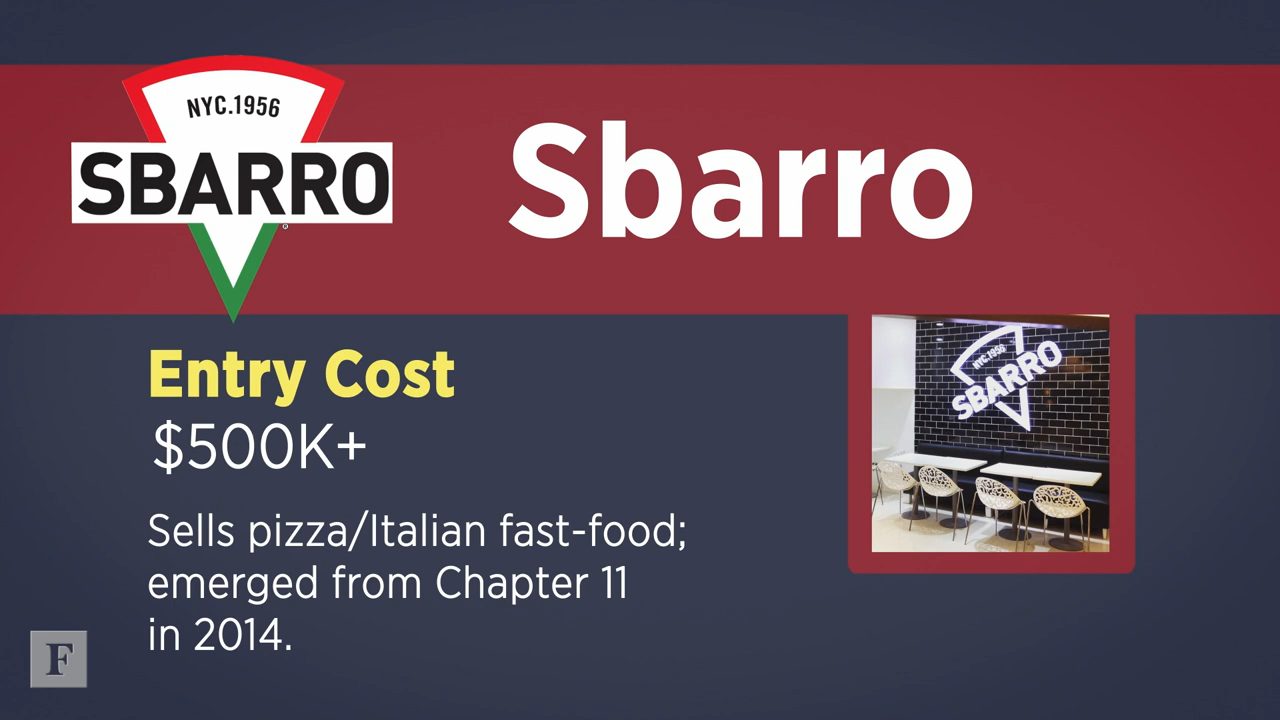 NYC.1956
SBARRO
®
Sbarro
Entry Cost
$500K+
Sells pizza/Italian fast-food;
emerged from Chapter 11
in 2014.
NYC.1956
SBARRO
F